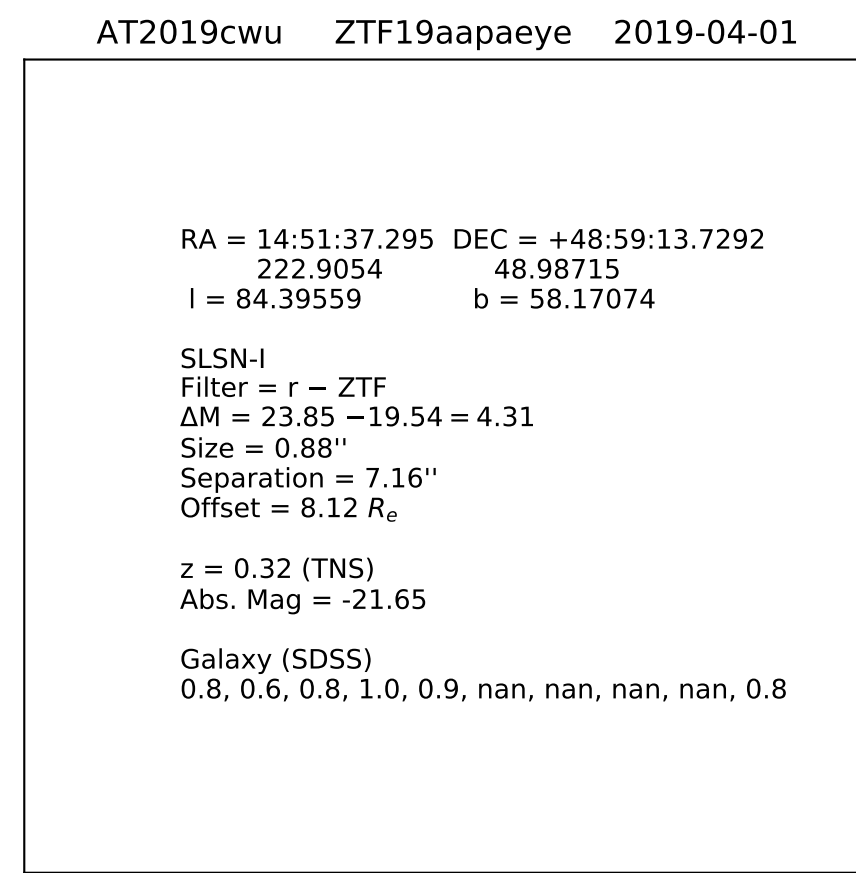 AT2019cwu ZTF19aapaeye 2019-04-01
RA = 14:51:37.295 DEC = +48:59:13.7292
222.9054 48.98715
l = 84.39559 b = 58.17074
SLSN-I
Filter = r − ZTF
ΔM = 23.85 −19.54 = 4.31
Size = 0.88''
Separation = 7.16''
Offset = 8.12 Re
z = 0.32 (TNS)
Abs. Mag = -21.65
Galaxy (SDSS)
0.8, 0.6, 0.8, 1.0, 0.9, nan, nan, nan, nan, 0.8